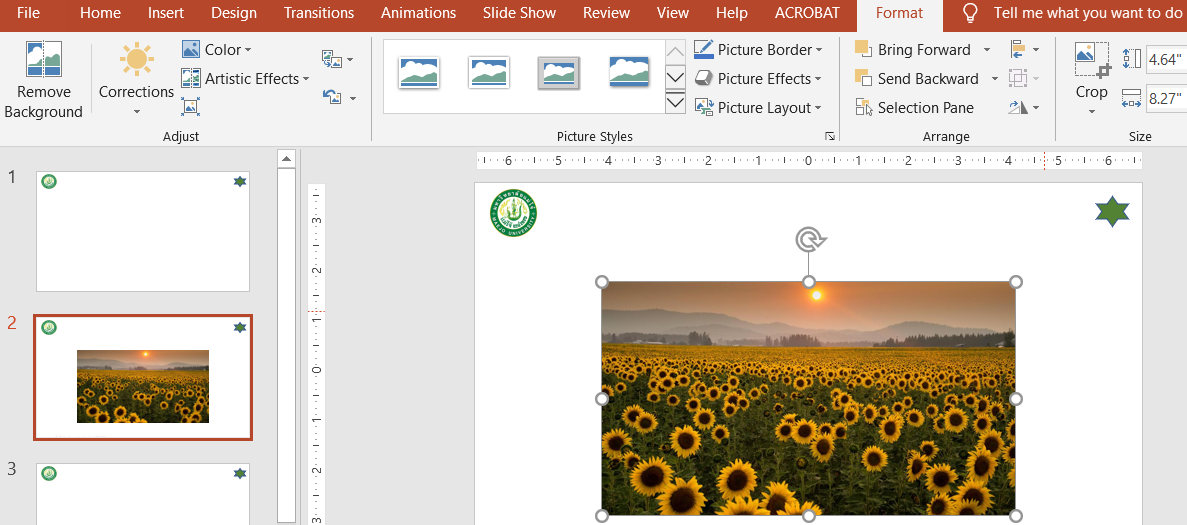 File Home Insert Design Transitions Animations Slide Show Review View Help ACROBAT Format Tell me what you want to do
Remove Background
Corrections
Color
Artistic Effects
Adjust
Picture Styles
Picture Border
Picture Effects
Picture Layout
Bring Forward
Send Backward
Selection Pane
Arrange
Crop
4.64"
8.27"
Size
6 5 4 3 2 1 0 1 2 3 4 5 6
3
2
1
0
1
2
3
1
2
3